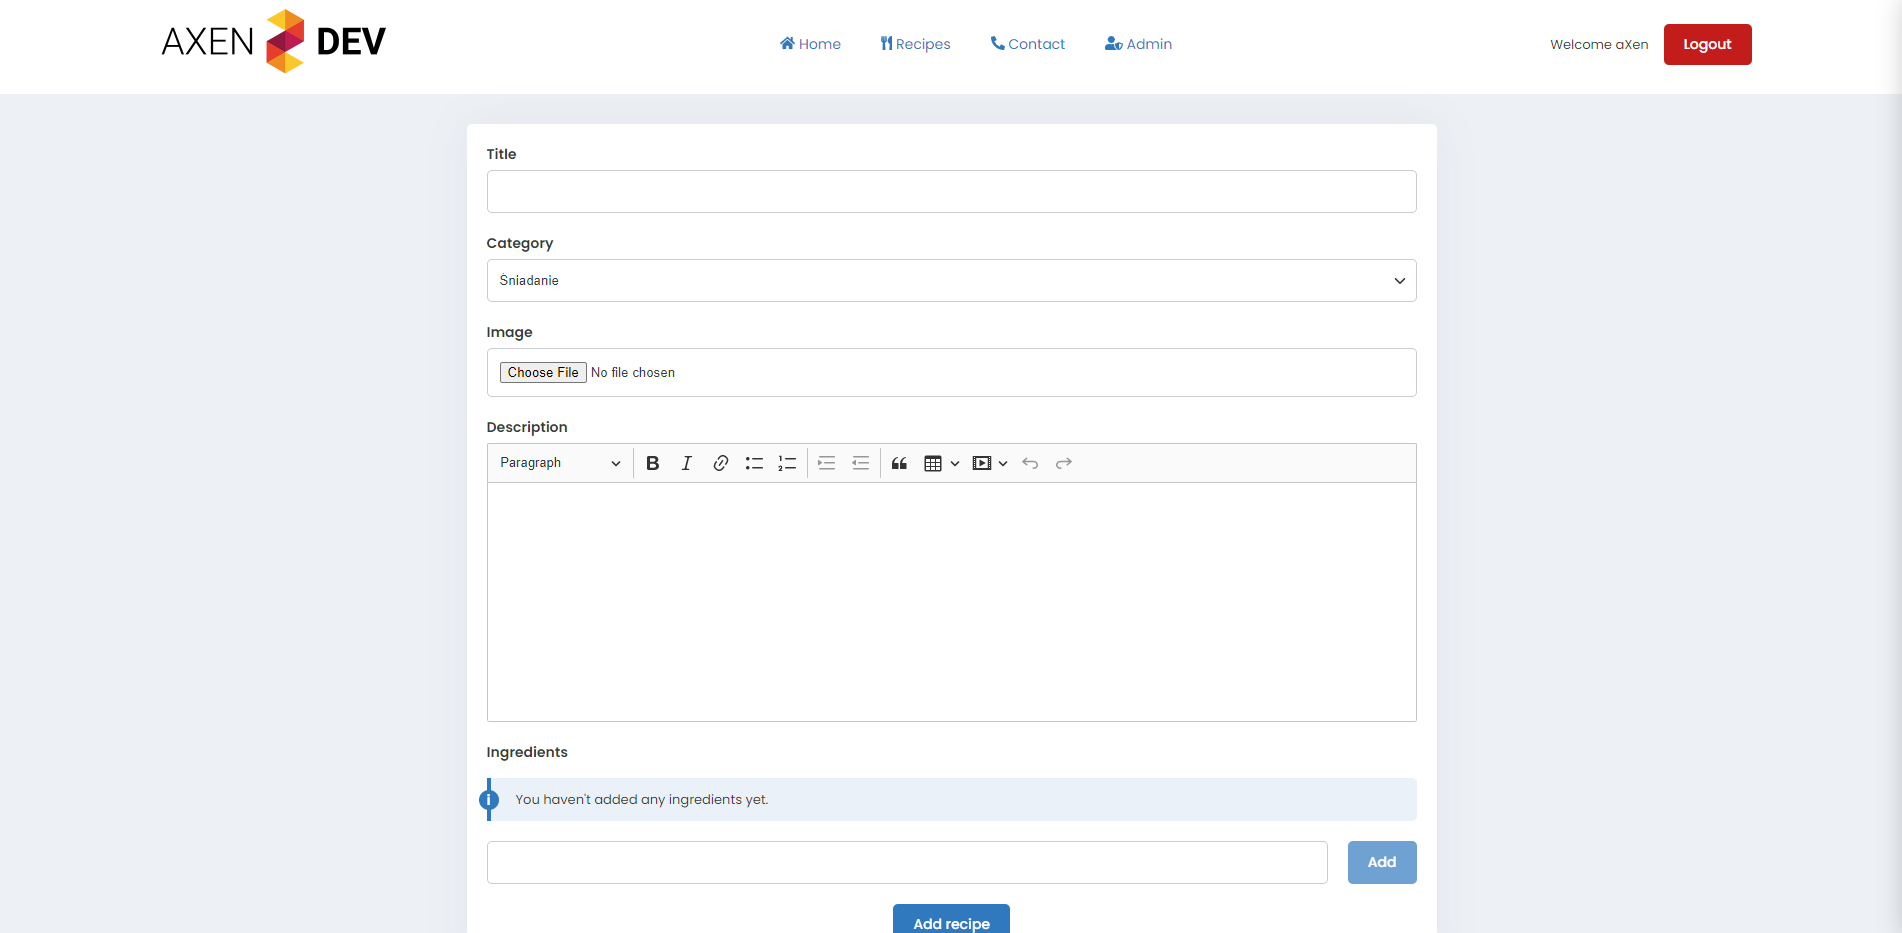 AXEN DEV
Home Recipes Contact Admin
Welcome aXen Logout
Title
Category
Śniadanie
Image
Choose File No file chosen
Description
Paragraph B I
Ingredients
i You haven't added any ingredients yet.
Add
Add recipe